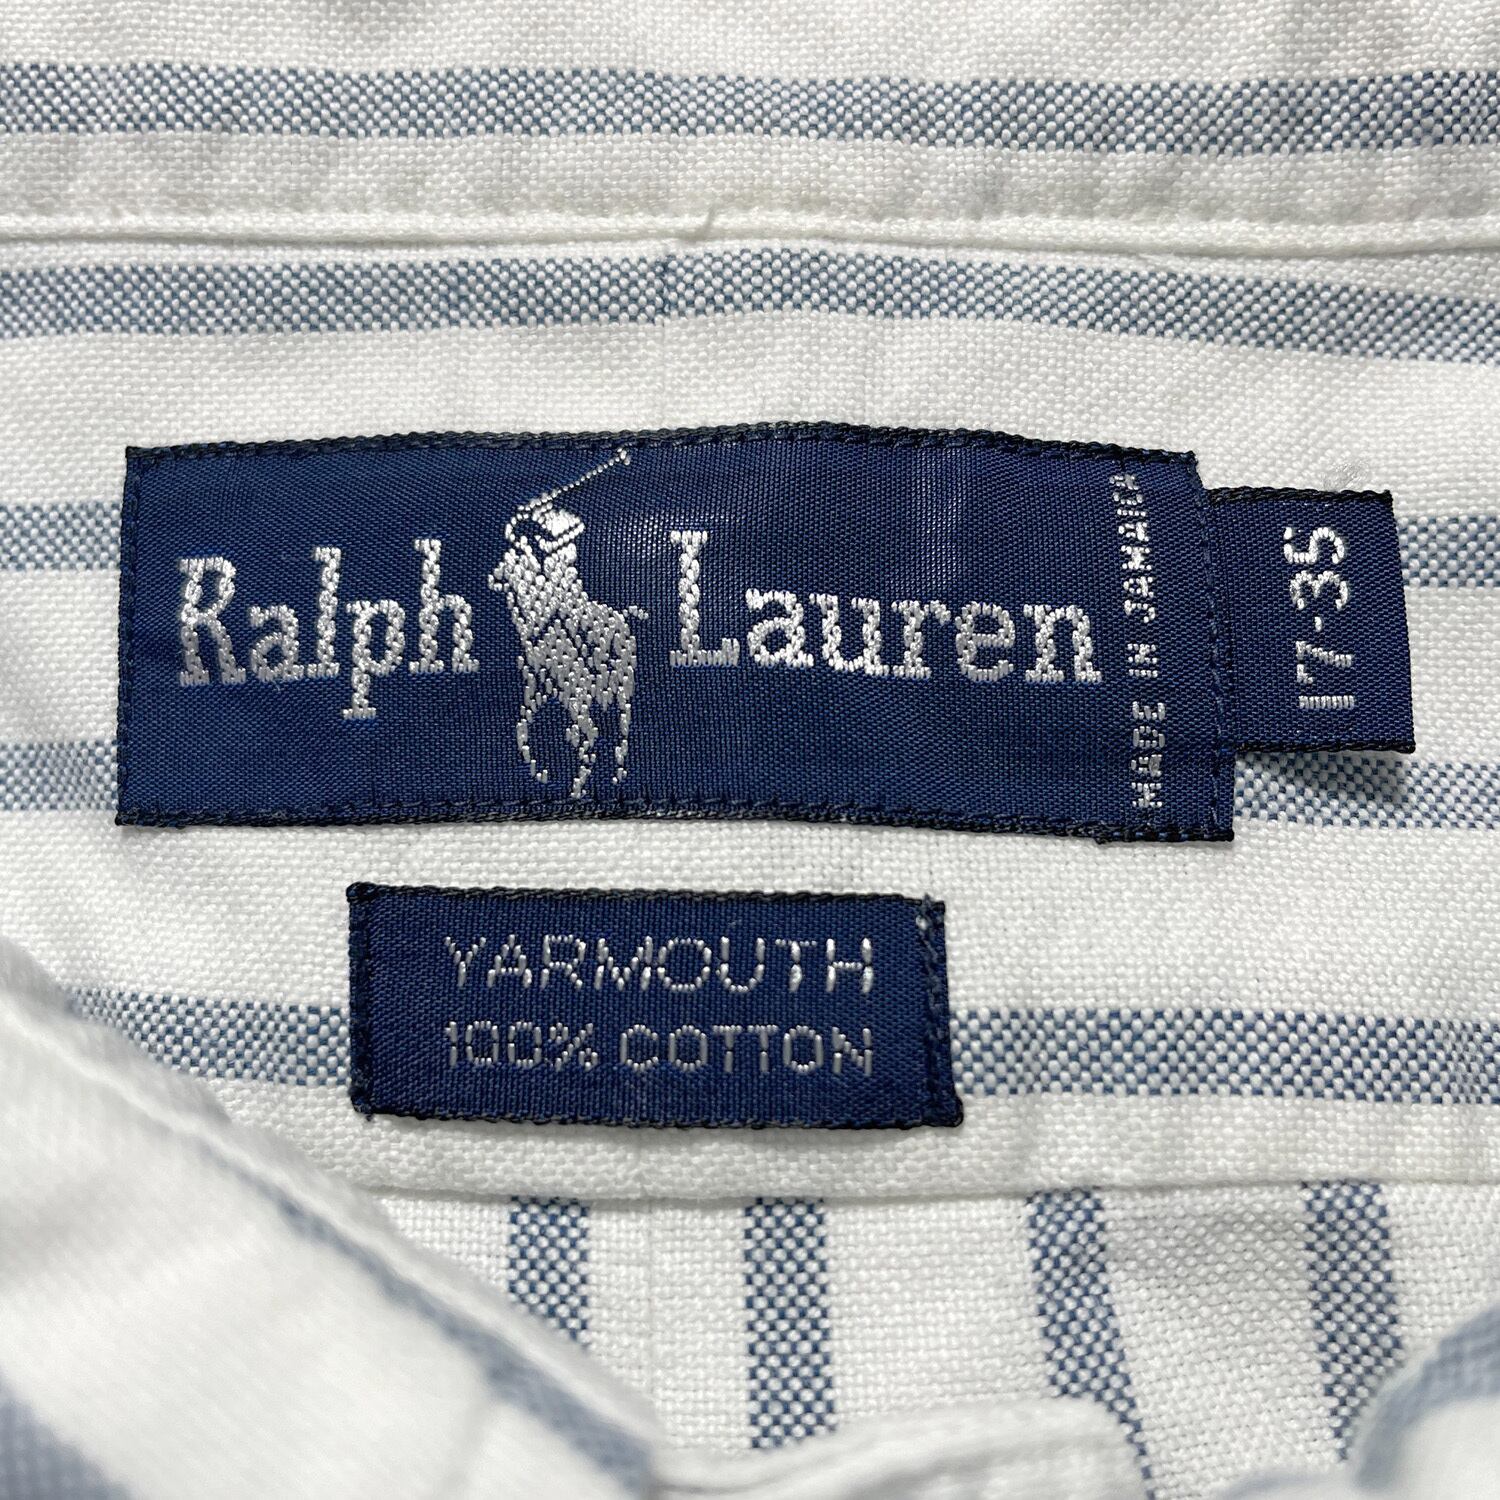 Ralph Lauren
MADE IN JAMAICA
17-35
YARMOUTH
100% COTTON